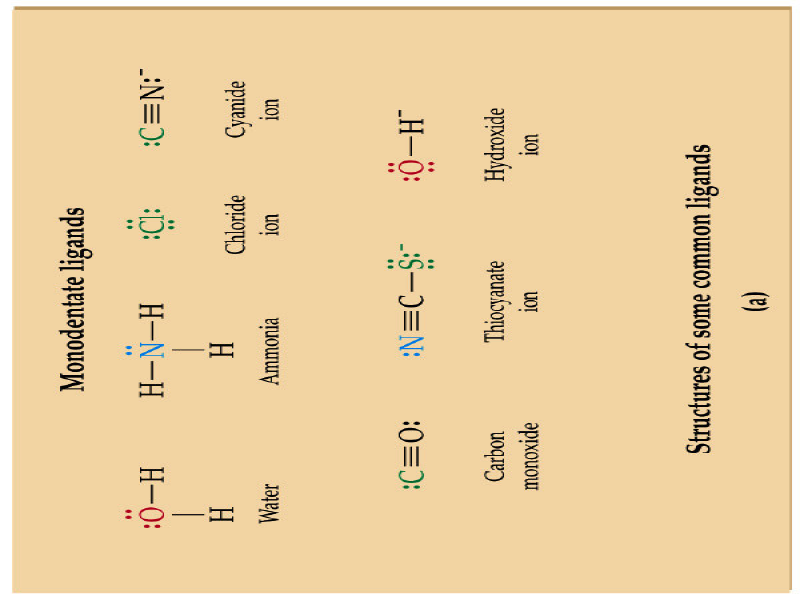 Monodentate ligands
:Ö—H
H
Water
H—N̈—H
H
Ammonia
:C̈l:
Chloride
ion
:C≡N:⁻
Cyanide
ion
:C≡O:
Carbon
monoxide
:N≡C—S̈:⁻
Thiocyanate
ion
:Ö—H⁻
Hydroxide
ion
Structures of some common ligands
(a)